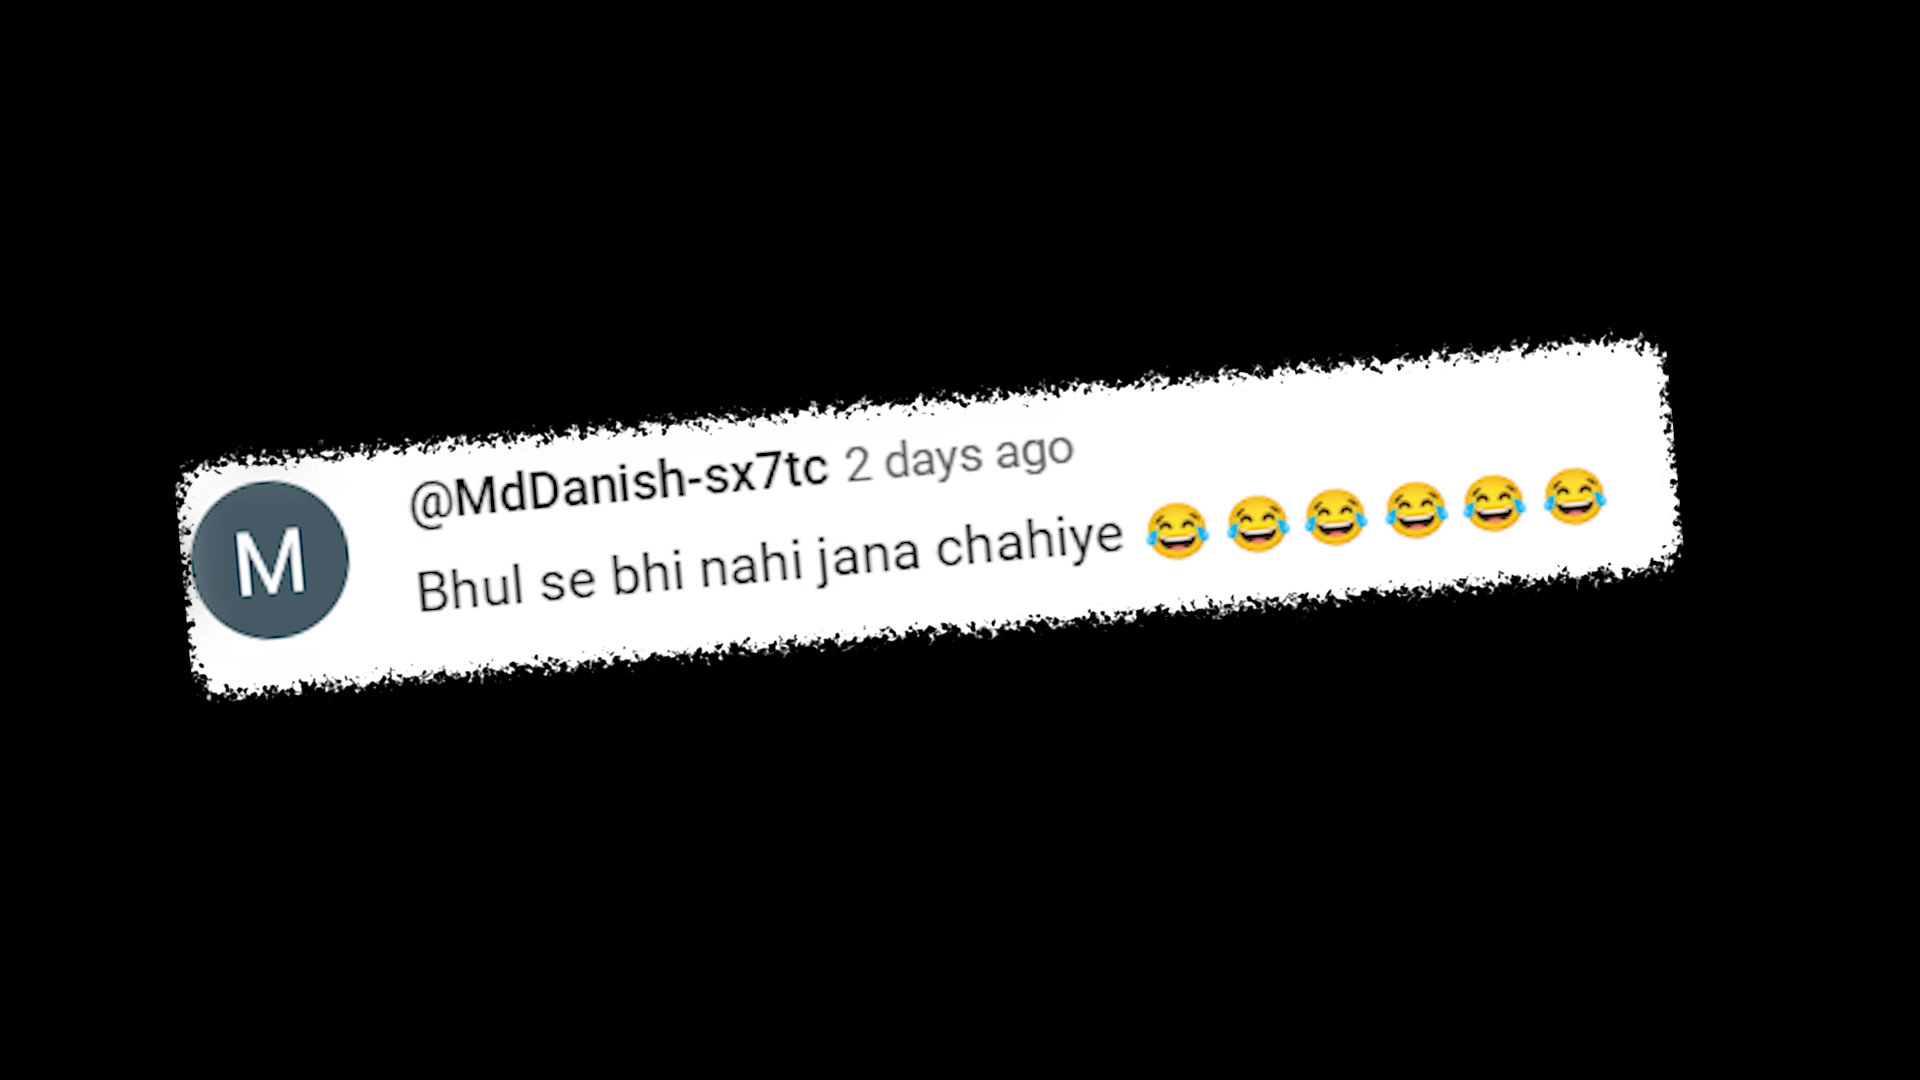 M
@MdDanish-sx7tc 2 days ago
Bhul se bhi nahi jana chahiye 😂😂😂😂😂😂